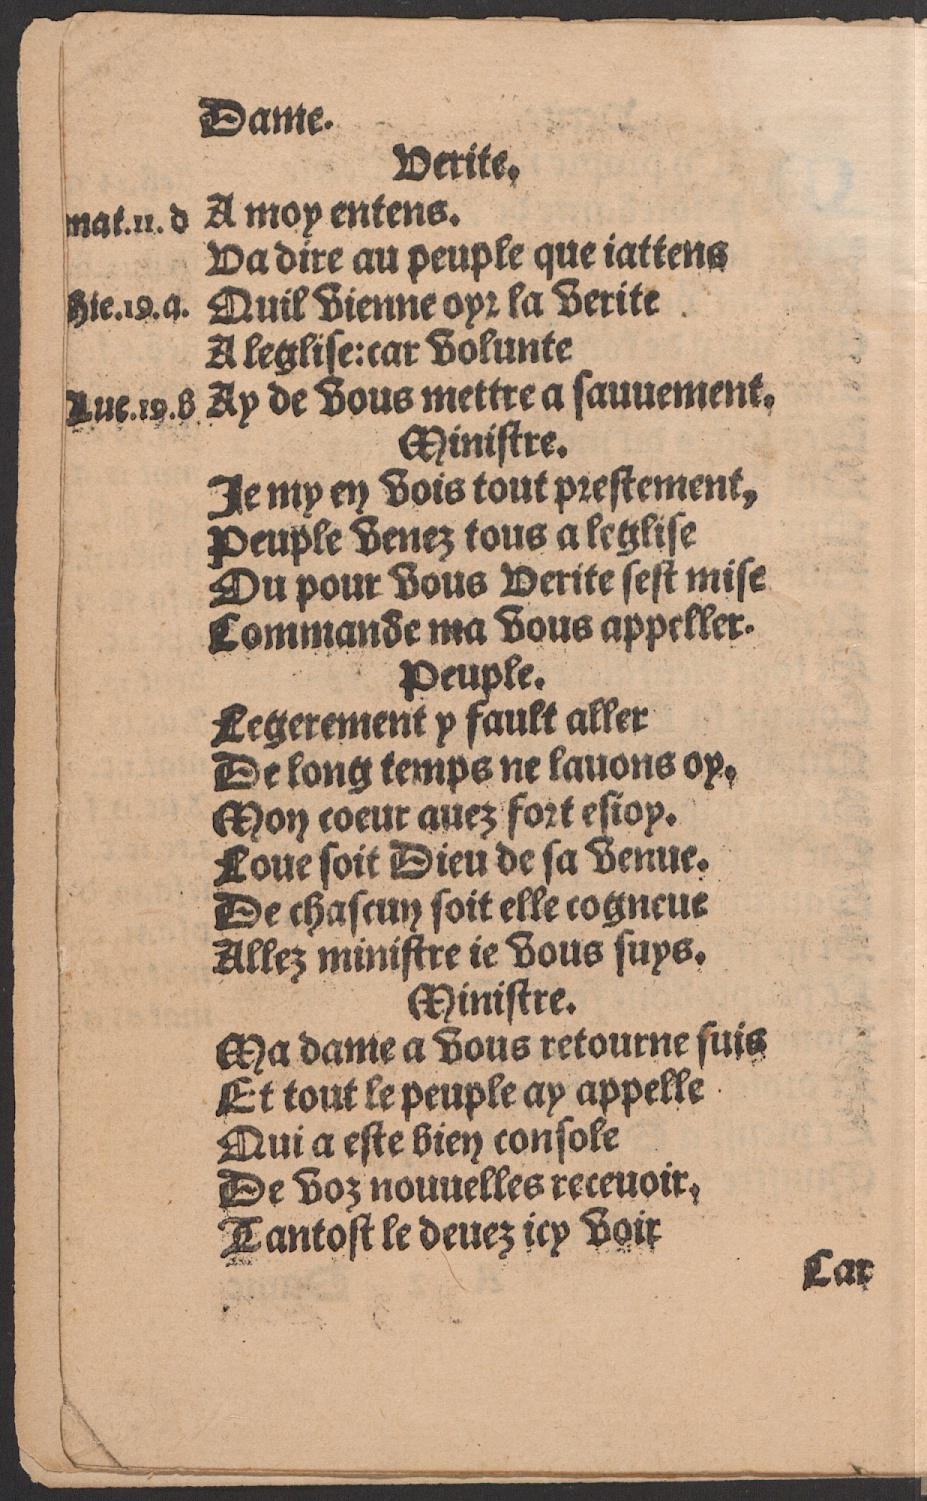 Dame.
Verite.
mat.11. d A moy entens.
Va dire au peuple que iattens
Hie.19.a. Quil vienne oyr la verite
A leglise:car volunte
Luc.19.b Ay de vous mettre a sauuement.
Ministre.
Je my en vois tout prestement,
Peuple venez tous a leglise
Ou pour vous Verite sest mise
Commande ma vous appeller.
Peuple.
Legerement y fault aller
De long temps ne lauons oy.
Mon coeur auez fort esioy.
Loue soit Dieu de sa venue.
De chascun soit elle cogneue
Allez ministre ie vous suys.
Ministre.
Ma dame a vous retourne suis
Et tout le peuple ay appelle
Qui a este bien console
De voz nouuelles receuoir,
Tantost le deuez icy voir
Car